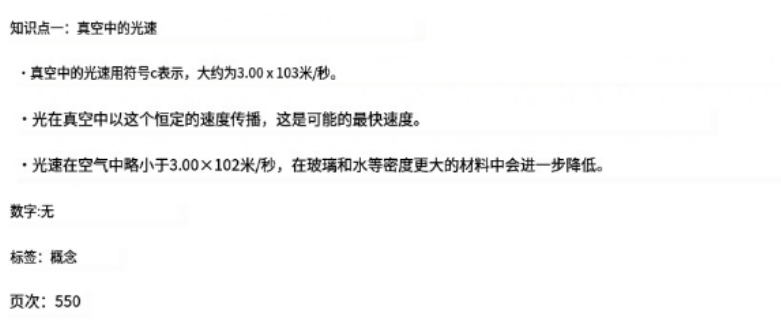 知识点一：真空中的光速
·真空中的光速用符号c表示，大约为3.00 x 103米/秒。
·光在真空中以这个恒定的速度传播，这是可能的最快速度。
·光速在空气中略小于3.00×102米/秒，在玻璃和水等密度更大的材料中会进一步降低。
数字:无
标签：概念
页次：550